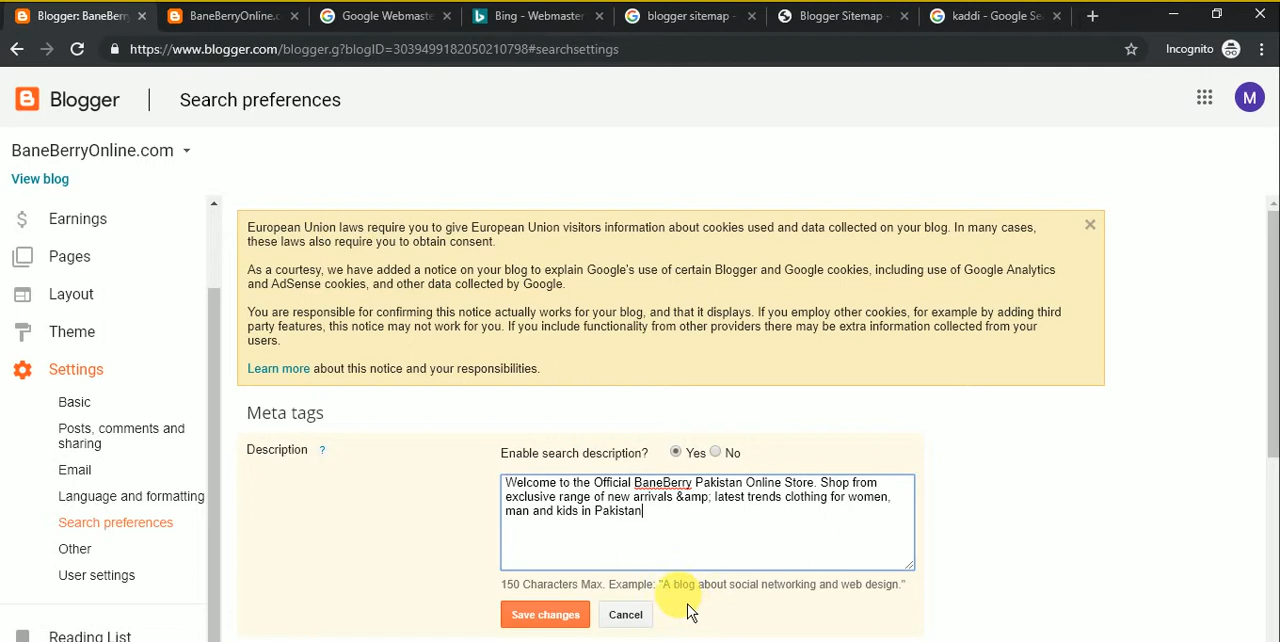 Blogger: BaneBerr
BaneBerryOnline.c
Google Webmaste
Bing - Webmaster
blogger sitemap -
Blogger Sitemap -
kaddi - Google Se
https://www.blogger.com/blogger.g?blogID=3039499182050210798#searchsettings
Incognito
Blogger
Search preferences
M
BaneBerryOnline.com
View blog
Earnings
Pages
Layout
Theme
Settings
Basic
Posts, comments and
sharing
Email
Language and formatting
Search preferences
Other
User settings
Reading List
European Union laws require you to give European Union visitors information about cookies used and data collected on your blog. In many cases,
these laws also require you to obtain consent.
As a courtesy, we have added a notice on your blog to explain Google's use of certain Blogger and Google cookies, including use of Google Analytics
and AdSense cookies, and other data collected by Google.
You are responsible for confirming this notice actually works for your blog, and that it displays. If you employ other cookies, for example by adding third
party features, this notice may not work for you. If you include functionality from other providers there may be extra information collected from your
users.
Learn more about this notice and your responsibilities.
Meta tags
Description ?
Enable search description? Yes No
Welcome to the Official BaneBerry Pakistan Online Store. Shop from
exclusive range of new arrivals &amp; latest trends clothing for women,
man and kids in Pakistan
150 Characters Max. Example: "A blog about social networking and web design."
Save changes
Cancel